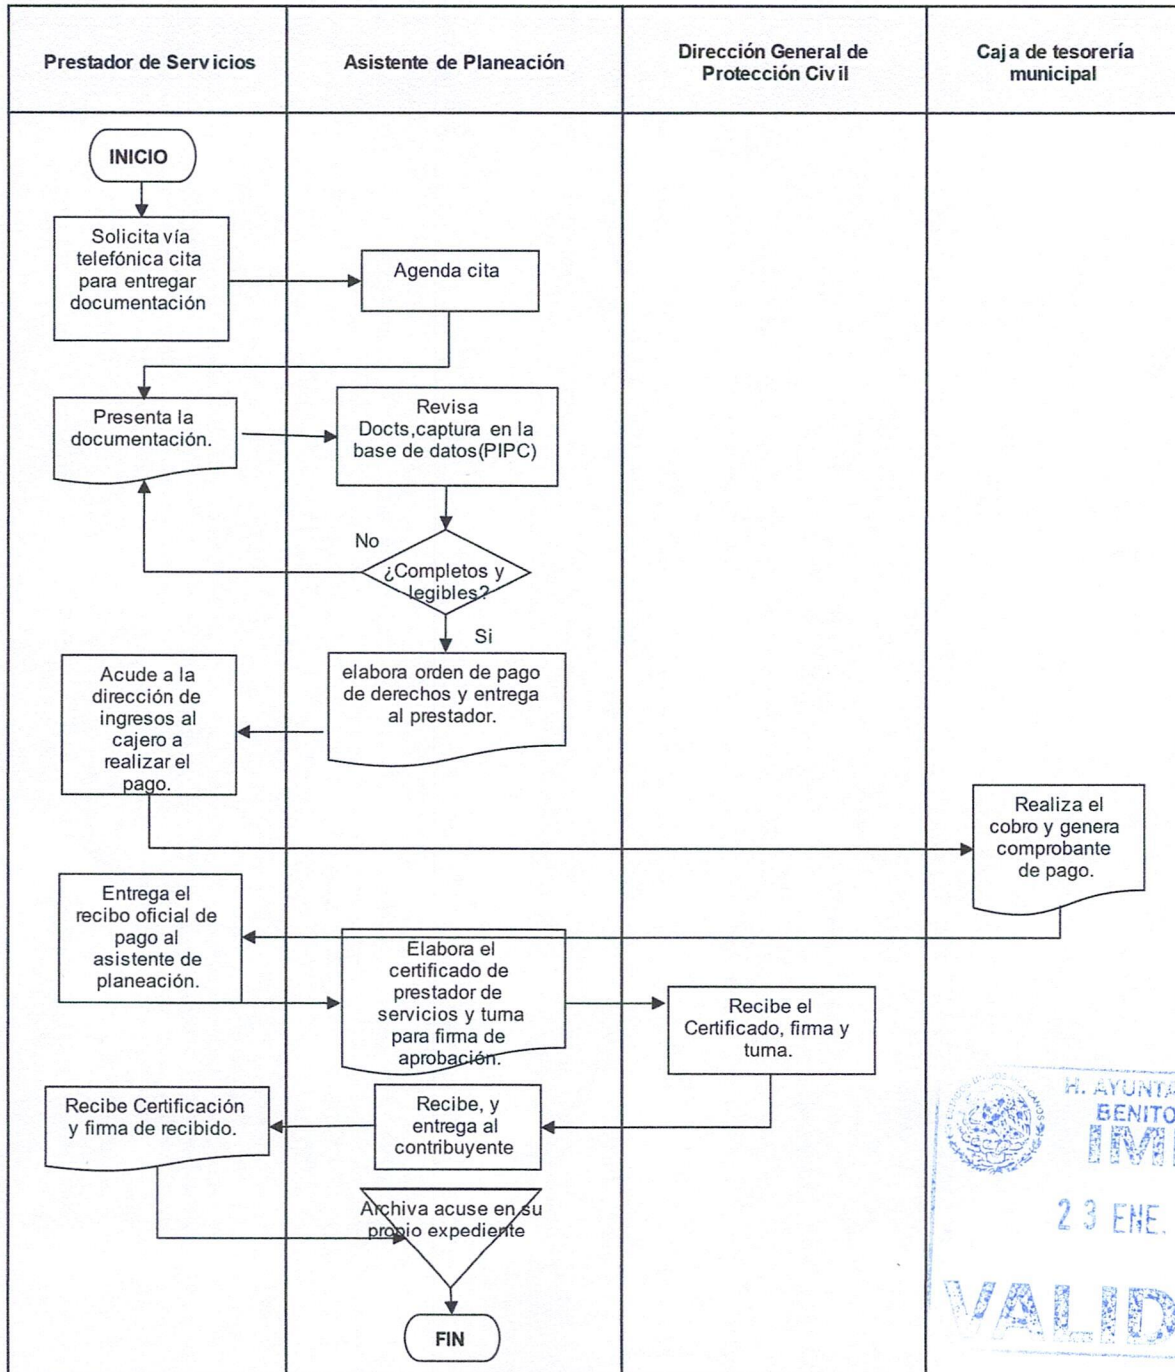 Prestador de Servicios
Asistente de Planeación
Dirección General de
Protección Civil
Caja de tesorería
municipal
INICIO
Solicita vía
telefónica cita
para entregar
documentación
Agenda cita
Presenta la
documentación.
Revisa
Docts,captura en la
base de datos(PIPC)
No
¿Completos y
legibles?
Si
elabora orden de pago
de derechos y entrega
al prestador.
Acude a la
dirección de
ingresos al
cajero a
realizar el
pago.
Realiza el
cobro y genera
comprobante
de pago.
Entrega el
recibo oficial de
pago al
asistente de
planeación.
Elabora el
certificado de
prestador de
servicios y turna
para firma de
aprobación.
Recibe el
Certificado, firma y
turna.
Recibe, y
entrega al
contribuyente
Recibe Certificación
y firma de recibido.
Archiva acuse en su
propio expediente
FIN
H. AYUNTA
BENITO
IM
23 ENE.
VALID